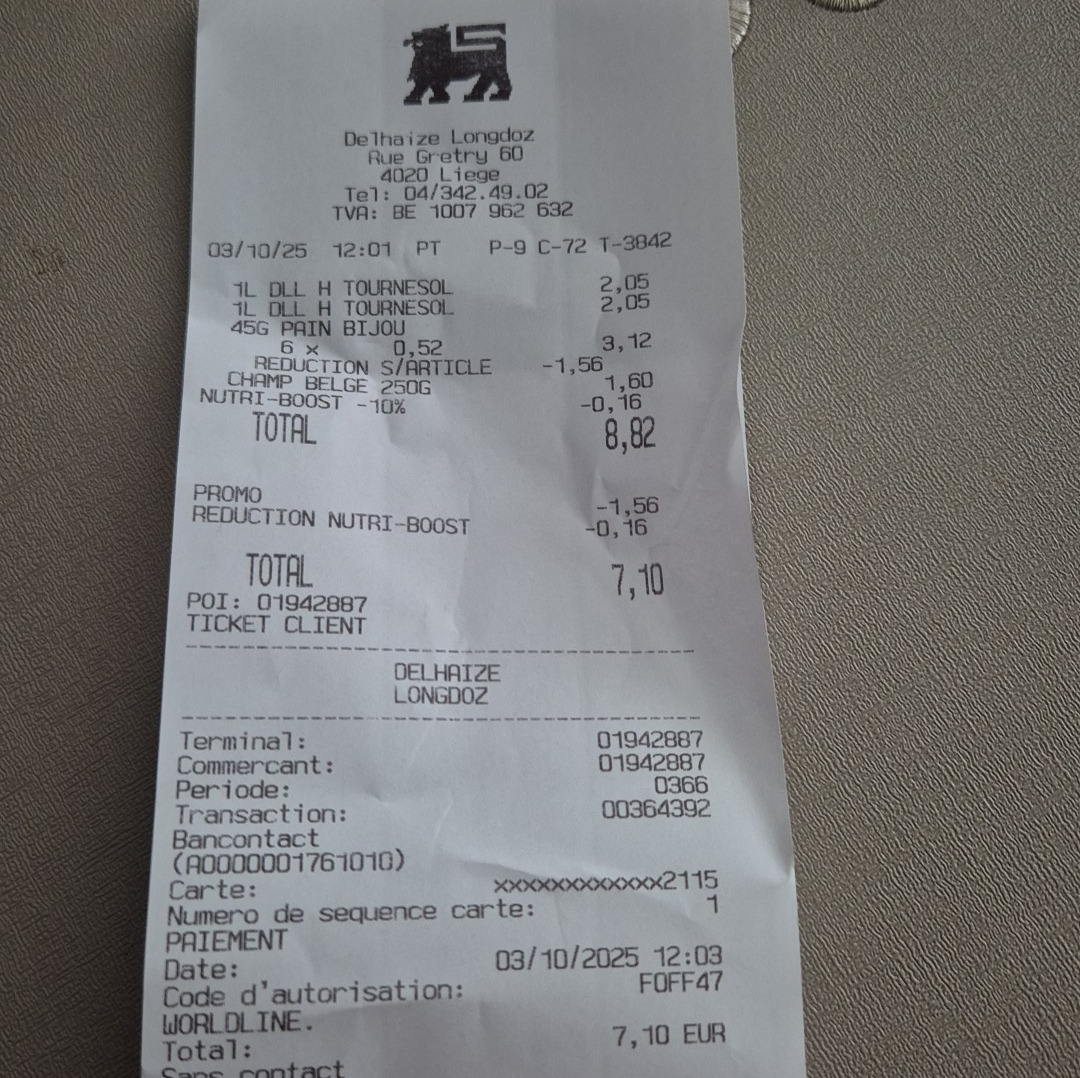 Delhaize Longdoz
Rue Gretry 60
4020 Liege
Tel: 04/342.49.02
TVA: BE 1007 962 632
03/10/25 12:01 PT P-9 C-72 T-3842
1L DLL H TOURNESOL 2,05
1L DLL H TOURNESOL 2,05
45G PAIN BIJOU
6 x 0,52 3,12
REDUCTION S/ARTICLE -1,56
CHAMP BELGE 250G 1,60
NUTRI-BOOST -10% -0,16
TOTAL 8,82
PROMO -1,56
REDUCTION NUTRI-BOOST -0,16
TOTAL 7,10
POI: 01942887
TICKET CLIENT
DELHAIZE
LONGDOZ
Terminal: 01942887
Commercant: 01942887
Periode: 0366
Transaction: 00364392
Bancontact
(A0000001761010)
Carte: xxxxxxxxxxxxx2115
Numero de sequence carte: 1
PAIEMENT
Date: 03/10/2025 12:03
Code d'autorisation: F0FF47
WORLDLINE.
Total: 7,10 EUR
Sans contact